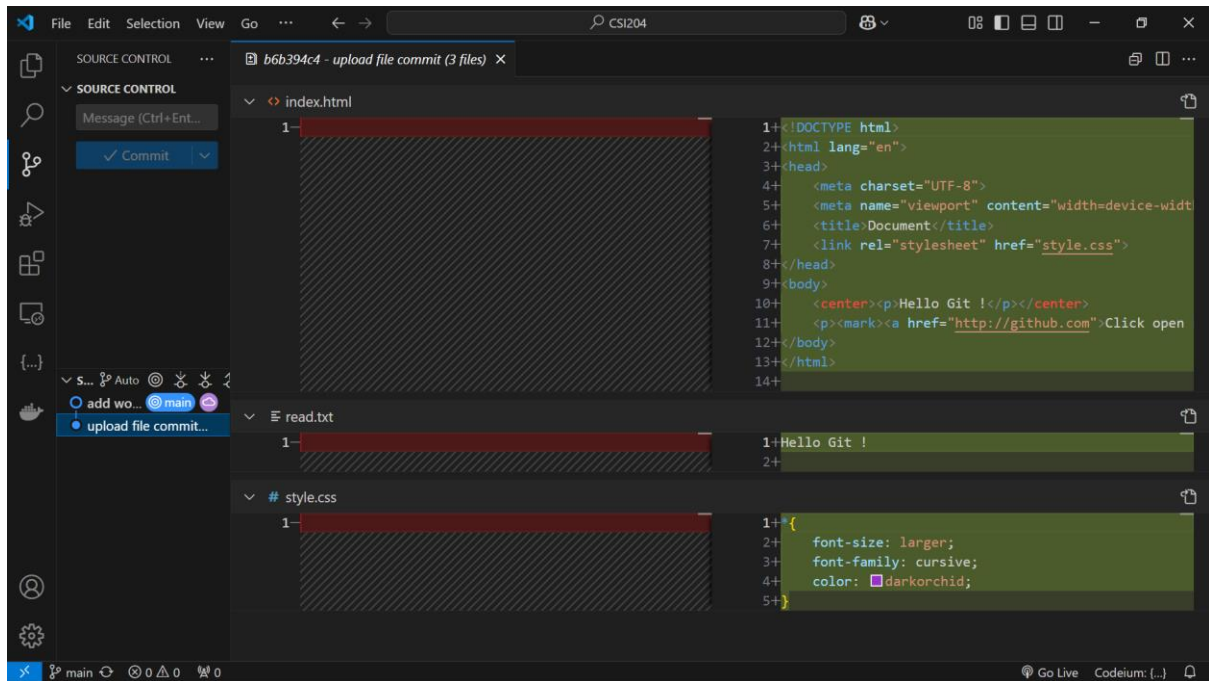 File Edit Selection View Go ··· CSI204
SOURCE CONTROL ···
b6b394c4 - upload file commit (3 files)
SOURCE CONTROL
Message (Ctrl+Ent...
Commit
index.html
1-
1+<!DOCTYPE html>
2+<html lang="en">
3+<head>
4+    <meta charset="UTF-8">
5+    <meta name="viewport" content="width=device-widt
6+    <title>Document</title>
7+    <link rel="stylesheet" href="style.css">
8+</head>
9+<body>
10+    <center><p>Hello Git !</p></center>
11+    <p><mark><a href="http://github.com">Click open
12+</body>
13+</html>
14+
S... Auto
add wo... main
upload file commit...
read.txt
1-
1+Hello Git !
2+
# style.css
1-
1+*{
2+    font-size: larger;
3+    font-family: cursive;
4+    color: darkorchid;
5+}
main 0 0 0 Go Live Codeium: {...}